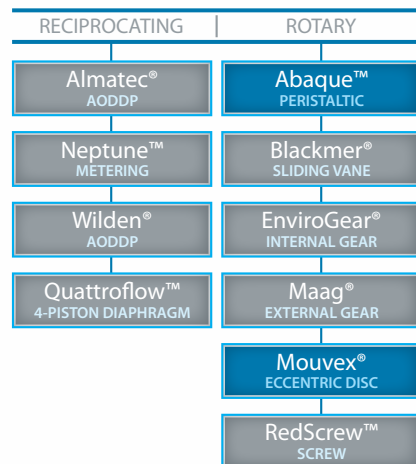 RECIPROCATING | ROTARY
Almatec®
AODDP
Neptune™
METERING
Wilden®
AODDP
Quattroflow™
4-PISTON DIAPHRAGM
Abaque™
PERISTALTIC
Blackmer®
SLIDING VANE
EnviroGear®
INTERNAL GEAR
Maag®
EXTERNAL GEAR
Mouvex®
ECCENTRIC DISC
RedScrew™
SCREW